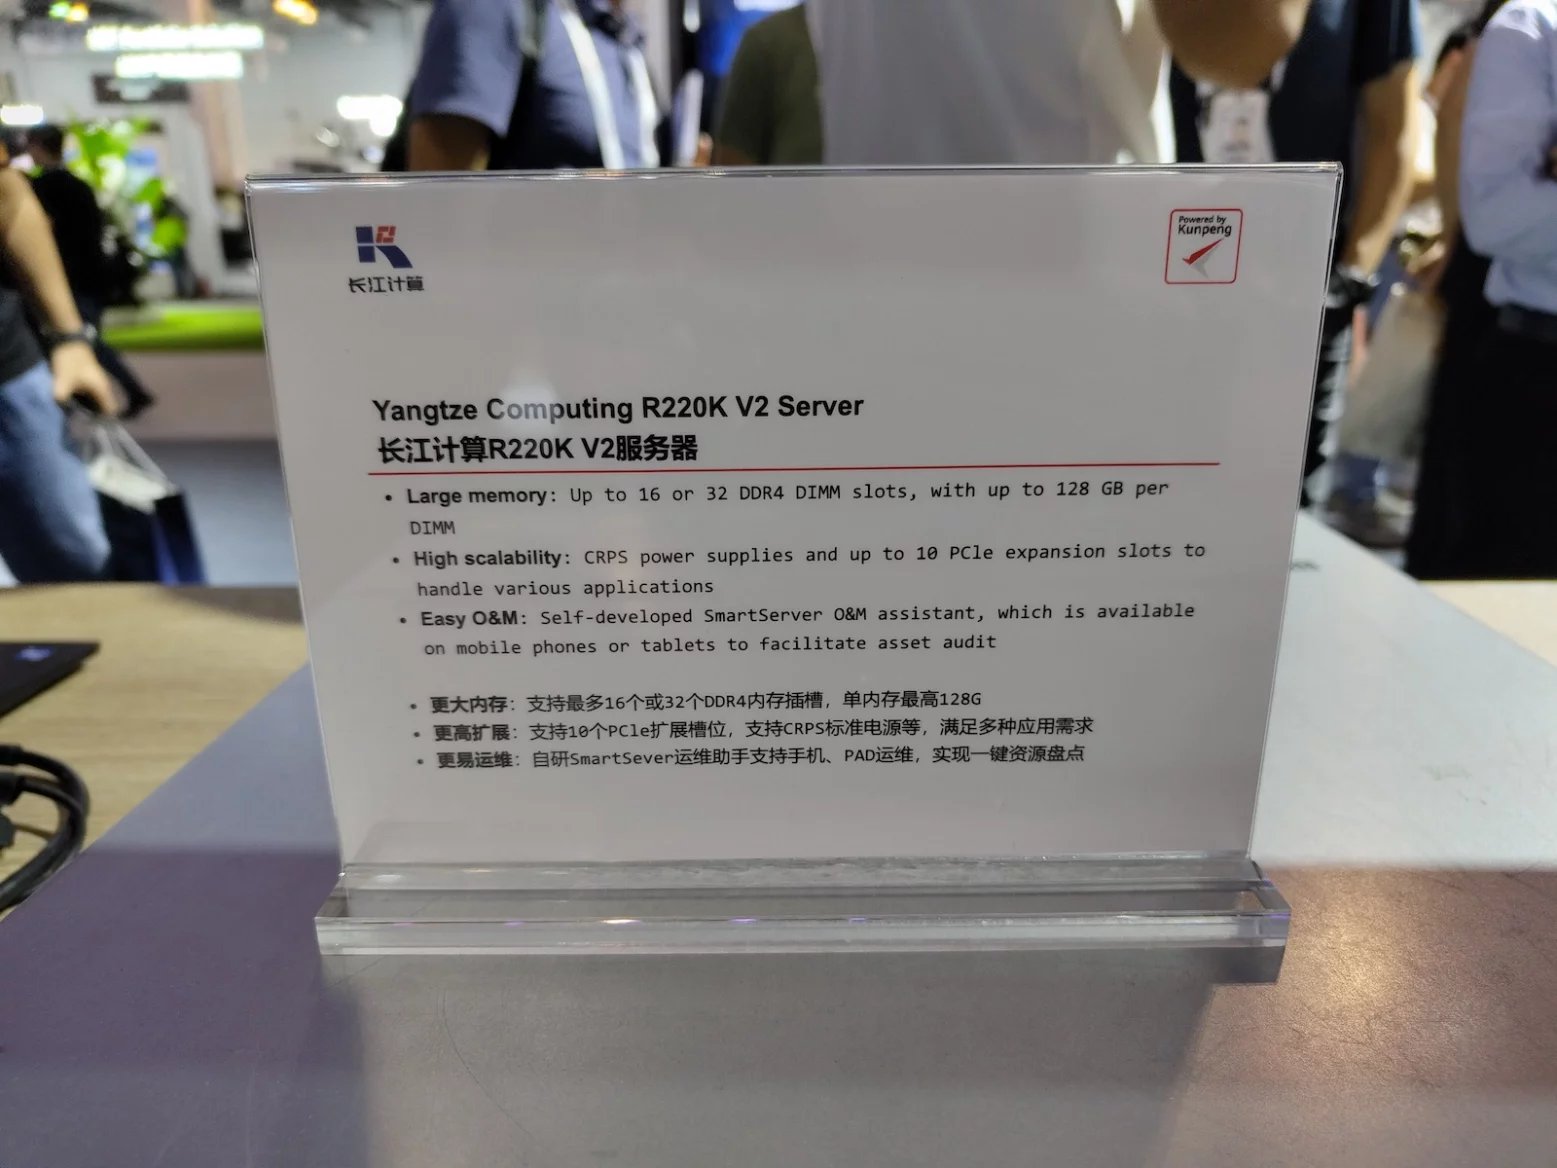 长江计算
Powered by
Kunpeng
Yangtze Computing R220K V2 Server
长江计算R220K V2服务器
• Large memory: Up to 16 or 32 DDR4 DIMM slots, with up to 128 GB per
DIMM
• High scalability: CRPS power supplies and up to 10 PCle expansion slots to
handle various applications
• Easy O&M: Self-developed SmartServer O&M assistant, which is available
on mobile phones or tablets to facilitate asset audit
• 更大内存：支持最多16个或32个DDR4内存插槽，单内存最高128G
• 更高扩展：支持10个PCle扩展槽位，支持CRPS标准电源等，满足多种应用需求
• 更易运维：自研SmartSever运维助手支持手机、PAD运维，实现一键资源盘点